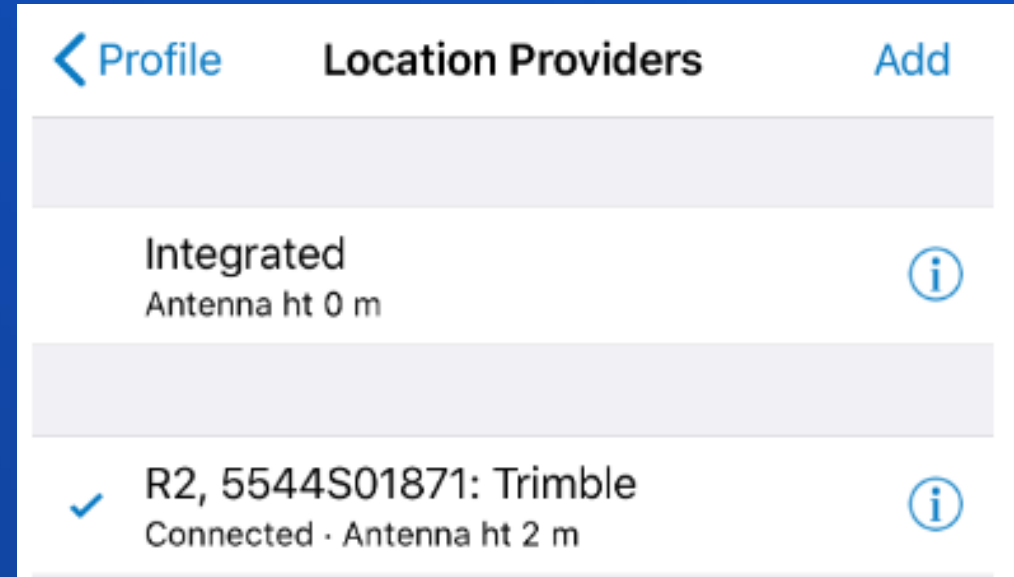 Profile Location Providers Add
Integrated
Antenna ht 0 m
R2, 5544S01871: Trimble
Connected · Antenna ht 2 m